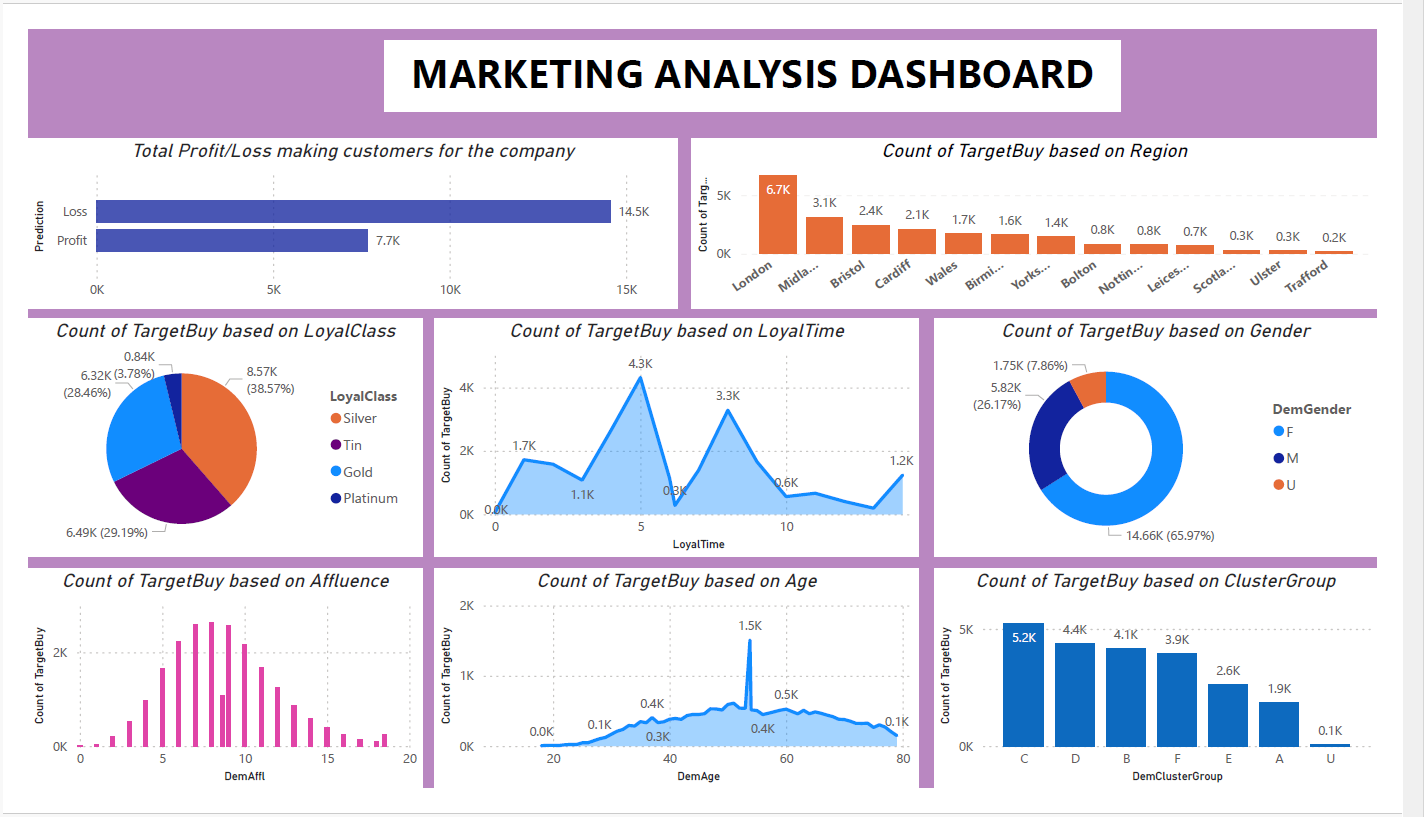 MARKETING ANALYSIS DASHBOARD
Total Profit/Loss making customers for the company
Prediction
Loss
14.5K
Profit
7.7K
0K 5K 10K 15K
Count of TargetBuy based on Region
Count of Targ...
5K
0K
6.7K 3.1K 2.4K 2.1K 1.7K 1.6K 1.4K 0.8K 0.8K 0.7K 0.3K 0.3K 0.2K
London Midla... Bristol Cardiff Wales Birmi... Yorks... Bolton Nottin... Leices... Scotla... Ulster Trafford
Count of TargetBuy based on LoyalClass
0.84K
(3.78%)
8.57K
(38.57%)
6.32K
(28.46%)
6.49K (29.19%)
LoyalClass
Silver
Tin
Gold
Platinum
Count of TargetBuy based on LoyalTime
Count of TargetBuy
4K
2K
0K
0.0K 1.7K 1.1K 4.3K 0.3K 3.3K 0.6K 1.2K
0 5 10
LoyalTime
Count of TargetBuy based on Gender
1.75K (7.86%)
5.82K
(26.17%)
14.66K (65.97%)
DemGender
F
M
U
Count of TargetBuy based on Affluence
Count of TargetBuy
2K
0K
0 5 10 15 20
DemAffl
Count of TargetBuy based on Age
Count of TargetBuy
2K
1K
0K
0.0K 0.1K 0.4K 0.3K 1.5K 0.4K 0.5K 0.1K
20 40 60 80
DemAge
Count of TargetBuy based on ClusterGroup
Count of TargetBuy
5K
0K
5.2K 4.4K 4.1K 3.9K 2.6K 1.9K 0.1K
C D B F E A U
DemClusterGroup